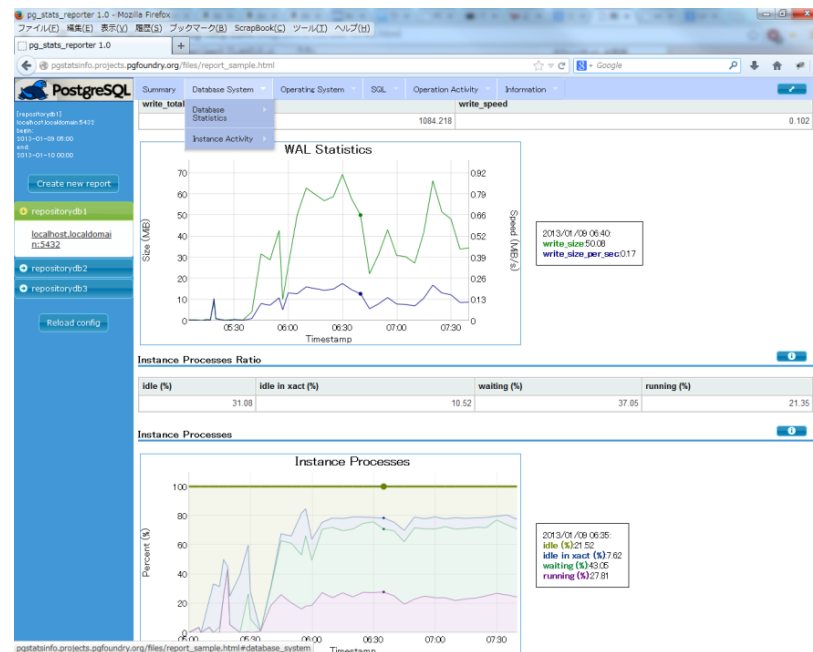 pg_stats_reporter 1.0 - Mozilla Firefox
ファイル(F) 編集(E) 表示(V) 履歴(S) ブックマーク(B) ScrapBook(C) ツール(T) ヘルプ(H)
pg_stats_reporter 1.0 +
pgstatsinfo.projects.pgfoundry.org/files/report_sample.html Google
PostgreSQL
Summary Database System Operating System SQL Operation Activity Information
Database Statistics
Instance Activity
[repositorydb1]
localhost.localdomain:5432
begin:
2013-01-09 05:00
end:
2013-01-10 00:00
Create new report
repositorydb1
localhost.localdomai
n:5432
repositorydb2
repositorydb3
Reload config
write_total write_speed
1084.218 0.102
WAL Statistics
Size (MiB)
70
60
50
40
30
20
10
0
0.92
0.79
0.66
0.52
0.39
0.26
0.13
0
Speed (MiB/s)
05:30 06:00 06:30 07:00 07:30
Timestamp
2013/01/09 06:40:
write_size:50.08
write_size_per_sec:0.17
Instance Processes Ratio
idle (%) idle in xact (%) waiting (%) running (%)
31.08 10.52 37.05 21.35
Instance Processes
Instance Processes
Percent (%)
100
80
60
40
20
0
05:00 05:30 06:00 06:30 07:00 07:30
Timestamp
2013/01/09 06:35:
idle (%):21.52
idle in xact (%):7.62
waiting (%):43.05
running (%):27.81
pgstatsinfo.projects.pgfoundry.org/files/report_sample.html#database_system